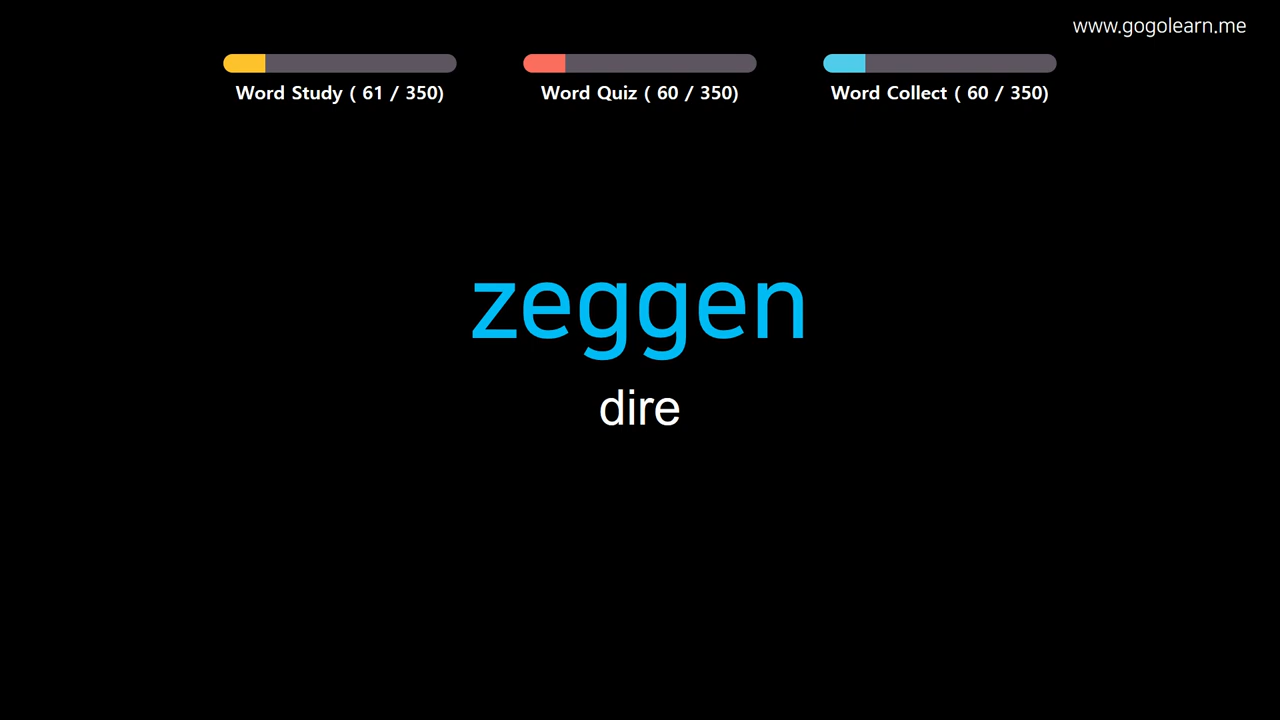 www.gogolearn.me
Word Study ( 61 / 350)
Word Quiz ( 60 / 350)
Word Collect ( 60 / 350)
zeggen
dire